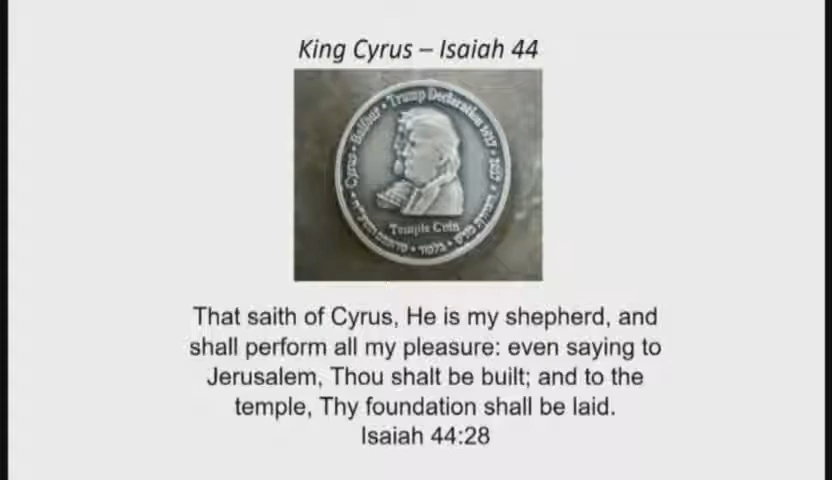 King Cyrus – Isaiah 44
Cyrus • Balfour • Trump Declaration 1917 • 2017
Temple Coin
That saith of Cyrus, He is my shepherd, and
shall perform all my pleasure: even saying to
Jerusalem, Thou shalt be built; and to the
temple, Thy foundation shall be laid.
Isaiah 44:28